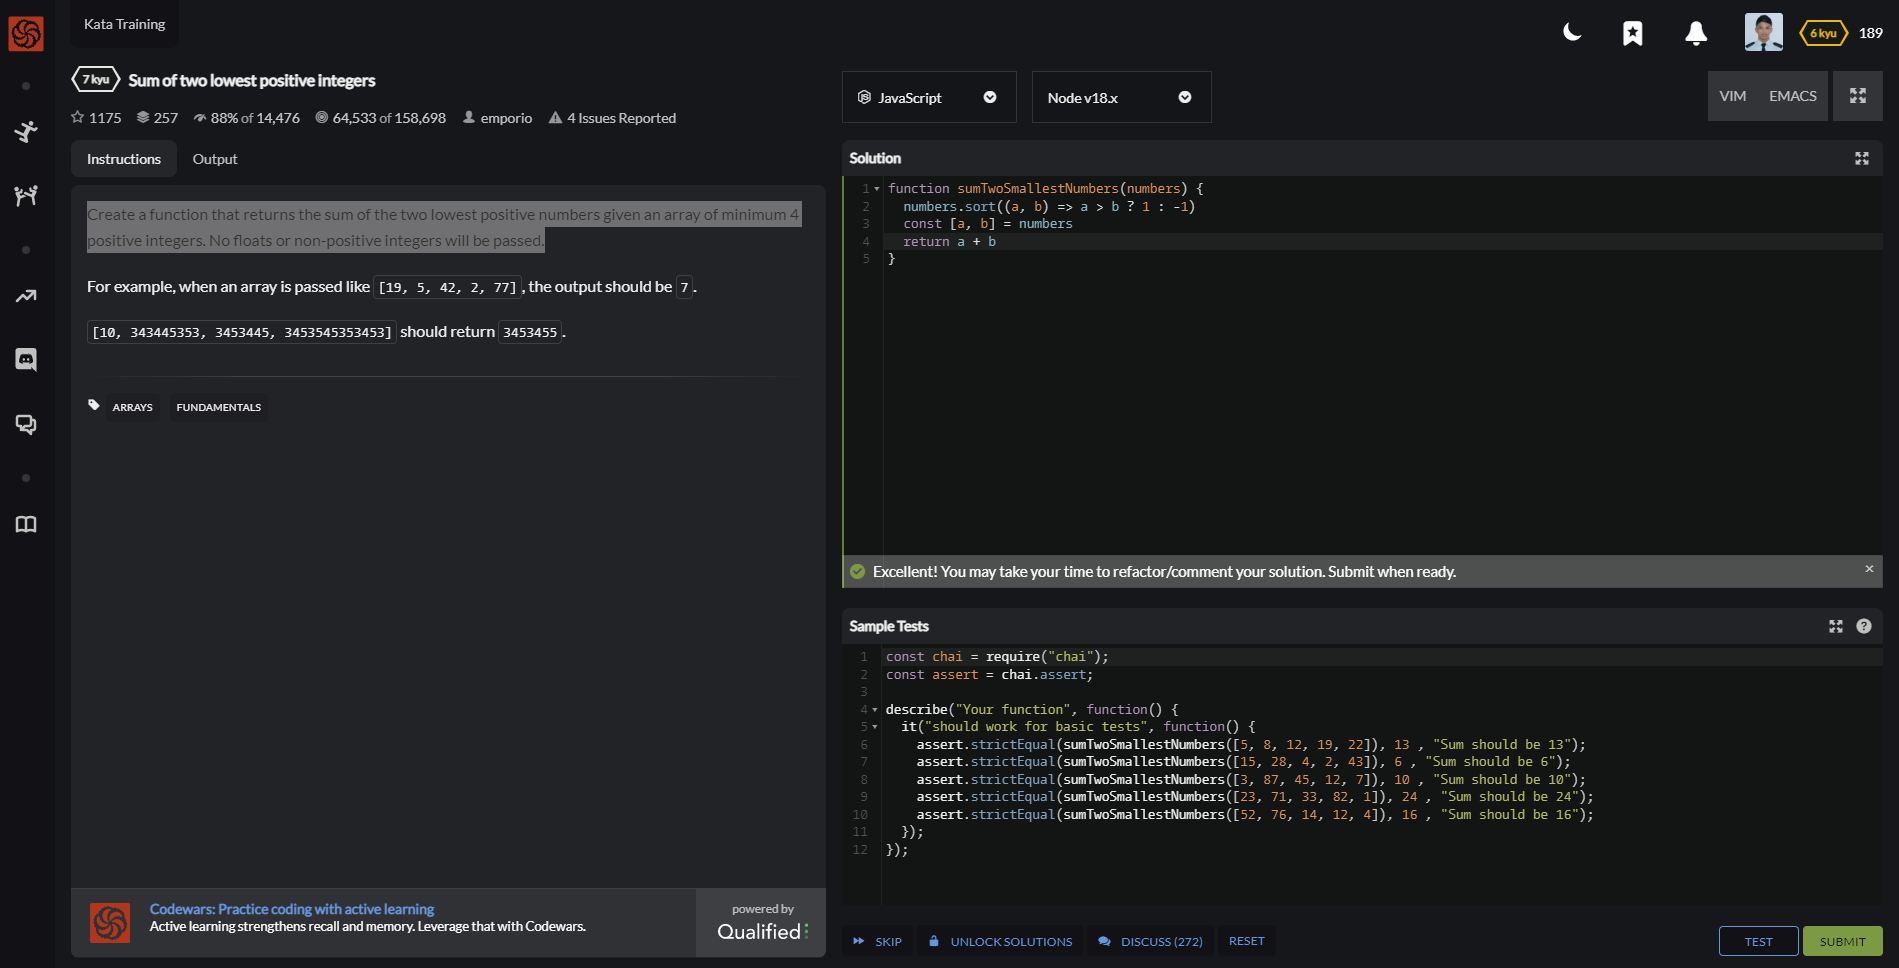 Kata Training
6 kyu 189
7 kyu Sum of two lowest positive integers
1175 257 88% of 14,476 64,533 of 158,698 emporio 4 Issues Reported
Instructions Output
Create a function that returns the sum of the two lowest positive numbers given an array of minimum 4
positive integers. No floats or non-positive integers will be passed.
For example, when an array is passed like [19, 5, 42, 2, 77], the output should be 7.
[10, 343445353, 3453445, 3453545353453] should return 3453455.
ARRAYS FUNDAMENTALS
Codewars: Practice coding with active learning
Active learning strengthens recall and memory. Leverage that with Codewars.
powered by
Qualified
JavaScript Node v18.x VIM EMACS
Solution
1 function sumTwoSmallestNumbers(numbers) {
2 numbers.sort((a, b) => a > b ? 1 : -1)
3 const [a, b] = numbers
4 return a + b
5 }
Excellent! You may take your time to refactor/comment your solution. Submit when ready. ×
Sample Tests ?
1 const chai = require("chai");
2 const assert = chai.assert;
3
4 describe("Your function", function() {
5 it("should work for basic tests", function() {
6 assert.strictEqual(sumTwoSmallestNumbers([5, 8, 12, 19, 22]), 13 , "Sum should be 13");
7 assert.strictEqual(sumTwoSmallestNumbers([15, 28, 4, 2, 43]), 6 , "Sum should be 6");
8 assert.strictEqual(sumTwoSmallestNumbers([3, 87, 45, 12, 7]), 10 , "Sum should be 10");
9 assert.strictEqual(sumTwoSmallestNumbers([23, 71, 33, 82, 1]), 24 , "Sum should be 24");
10 assert.strictEqual(sumTwoSmallestNumbers([52, 76, 14, 12, 4]), 16 , "Sum should be 16");
11 });
12 });
SKIP UNLOCK SOLUTIONS DISCUSS (272) RESET TEST SUBMIT